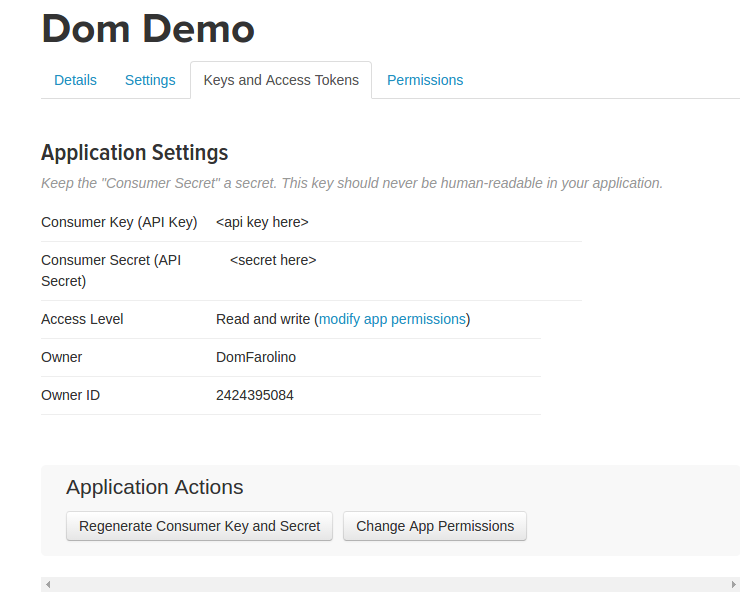 Dom Demo
Details Settings Keys and Access Tokens Permissions
Application Settings
Keep the "Consumer Secret" a secret. This key should never be human-readable in your application.
Consumer Key (API Key) <api key here>
Consumer Secret (API <secret here>
Secret)
Access Level Read and write (modify app permissions)
Owner DomFarolino
Owner ID 2424395084
Application Actions
Regenerate Consumer Key and Secret Change App Permissions